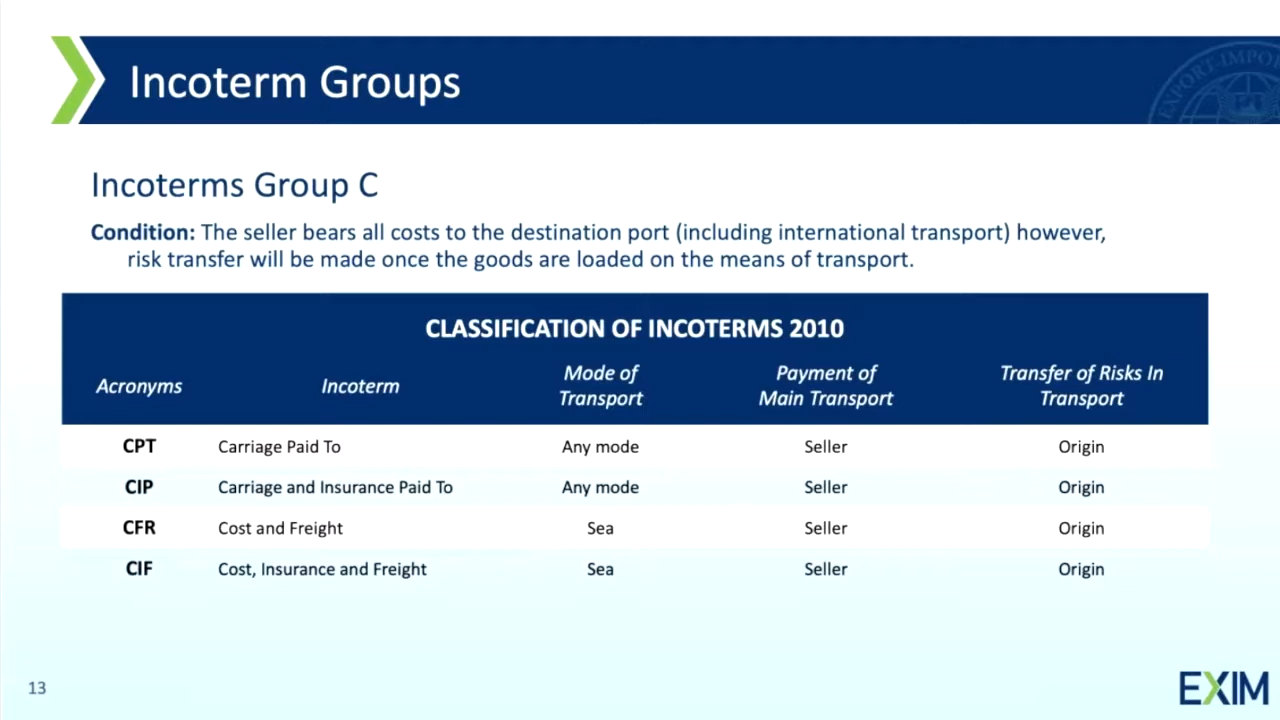 Incoterm Groups
EXPORT-IMPO
Incoterms Group C
Condition: The seller bears all costs to the destination port (including international transport) however,
risk transfer will be made once the goods are loaded on the means of transport.
CLASSIFICATION OF INCOTERMS 2010
Acronyms Incoterm Mode of Transport Payment of Main Transport Transfer of Risks In Transport
CPT Carriage Paid To Any mode Seller Origin
CIP Carriage and Insurance Paid To Any mode Seller Origin
CFR Cost and Freight Sea Seller Origin
CIF Cost, Insurance and Freight Sea Seller Origin
13
EXIM